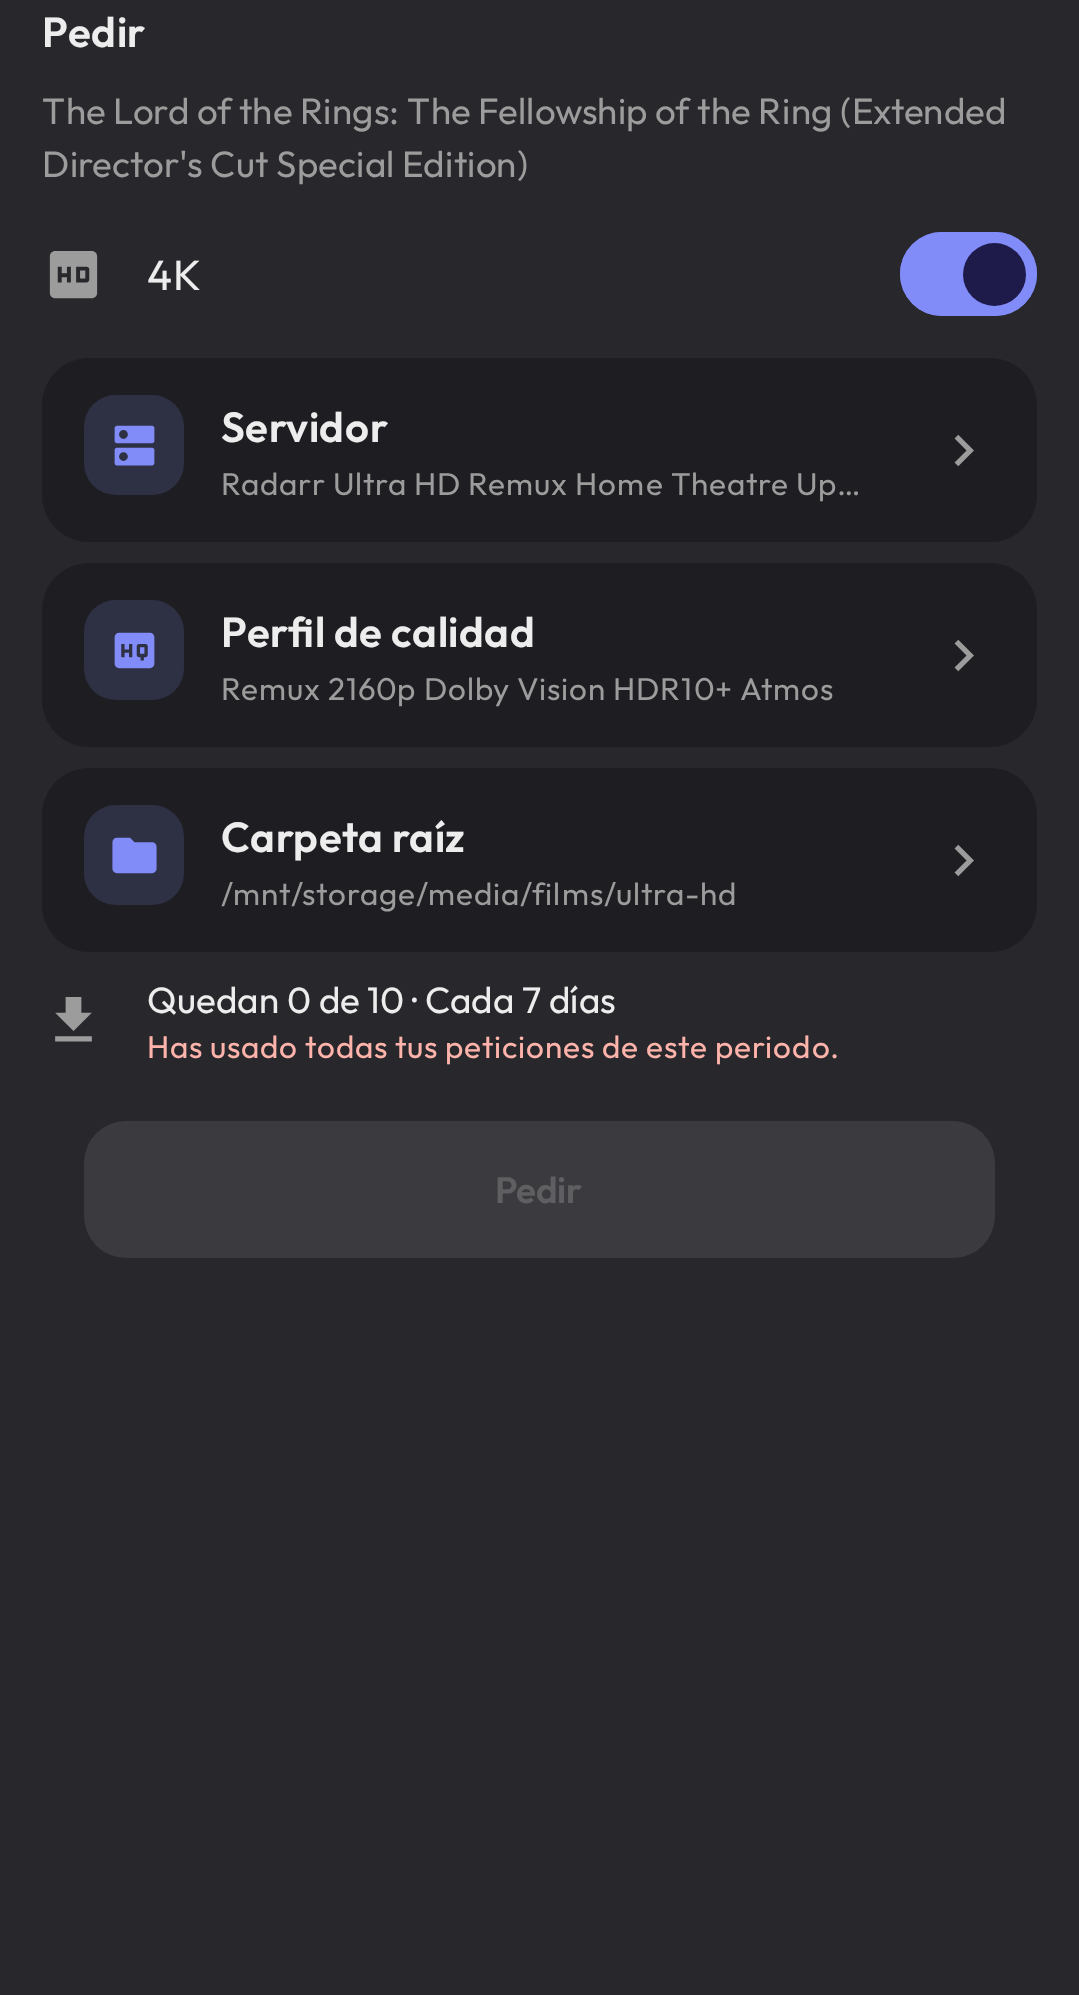 Pedir
The Lord of the Rings: The Fellowship of the Ring (Extended
Director's Cut Special Edition)
HD 4K
Servidor
Radarr Ultra HD Remux Home Theatre Up…
HQ Perfil de calidad
Remux 2160p Dolby Vision HDR10+ Atmos
Carpeta raíz
/mnt/storage/media/films/ultra-hd
Quedan 0 de 10 · Cada 7 días
Has usado todas tus peticiones de este periodo.
Pedir